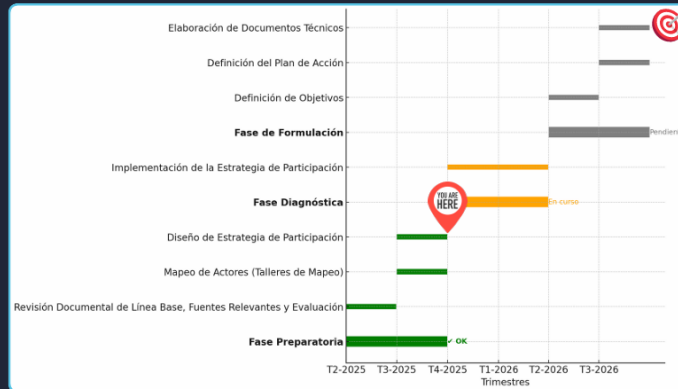 Elaboración de Documentos Técnicos
Definición del Plan de Acción
Definición de Objetivos
Fase de Formulación
Pendien
Implementación de la Estrategia de Participación
YOU ARE
HERE
Fase Diagnóstica
En curso
Diseño de Estrategia de Participación
Mapeo de Actores (Talleres de Mapeo)
Revisión Documental de Línea Base, Fuentes Relevantes y Evaluación
Fase Preparatoria
✓ OK
T2-2025 T3-2025 T4-2025 T1-2026 T2-2026 T3-2026
Trimestres